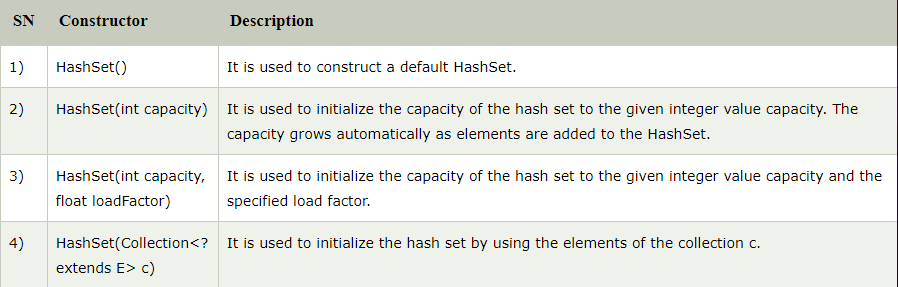 SN Constructor Description
1) HashSet() It is used to construct a default HashSet.
2) HashSet(int capacity) It is used to initialize the capacity of the hash set to the given integer value capacity. The
capacity grows automatically as elements are added to the HashSet.
3) HashSet(int capacity, It is used to initialize the capacity of the hash set to the given integer value capacity and the
float loadFactor) specified load factor.
4) HashSet(Collection<? It is used to initialize the hash set by using the elements of the collection c.
extends E> c)